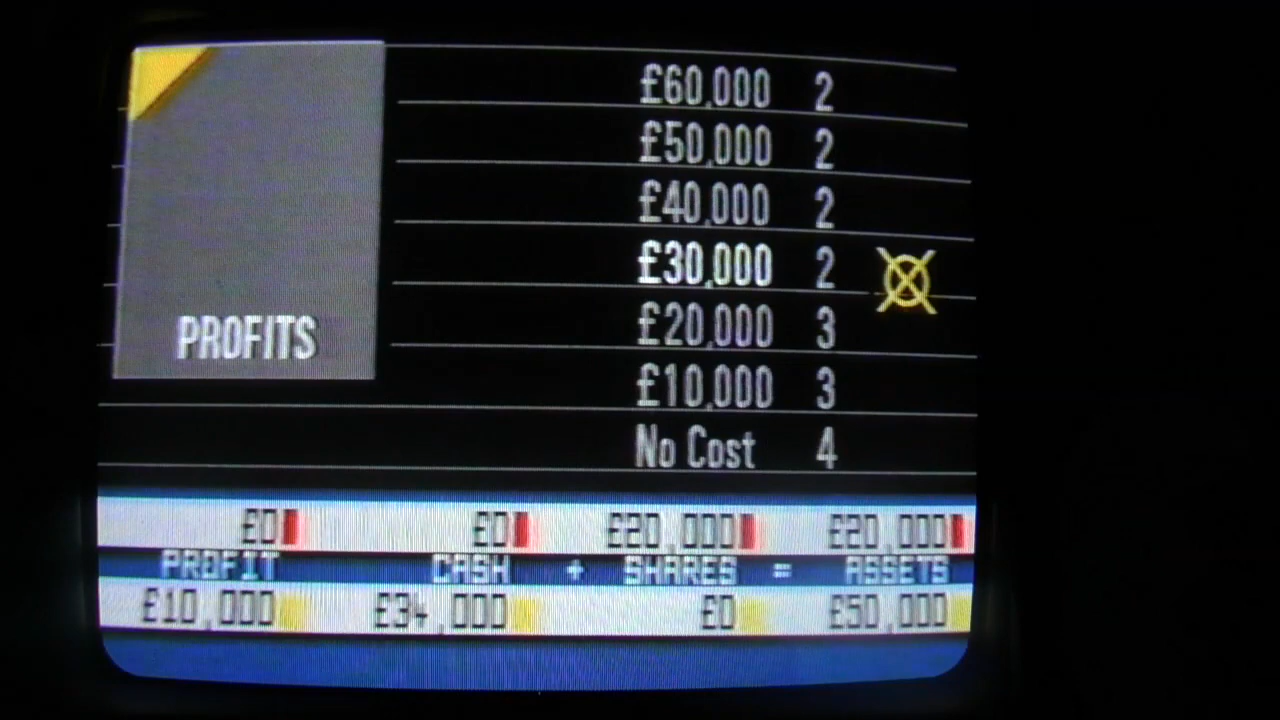 £60,000 2
£50,000 2
£40,000 2
£30,000 2
£20,000 3
PROFITS
£10,000 3
No Cost 4
£0 £0 £20,000 £20,000
PROFIT CASH + SHARES = ASSETS
£10,000 £34,000 £0 £50,000